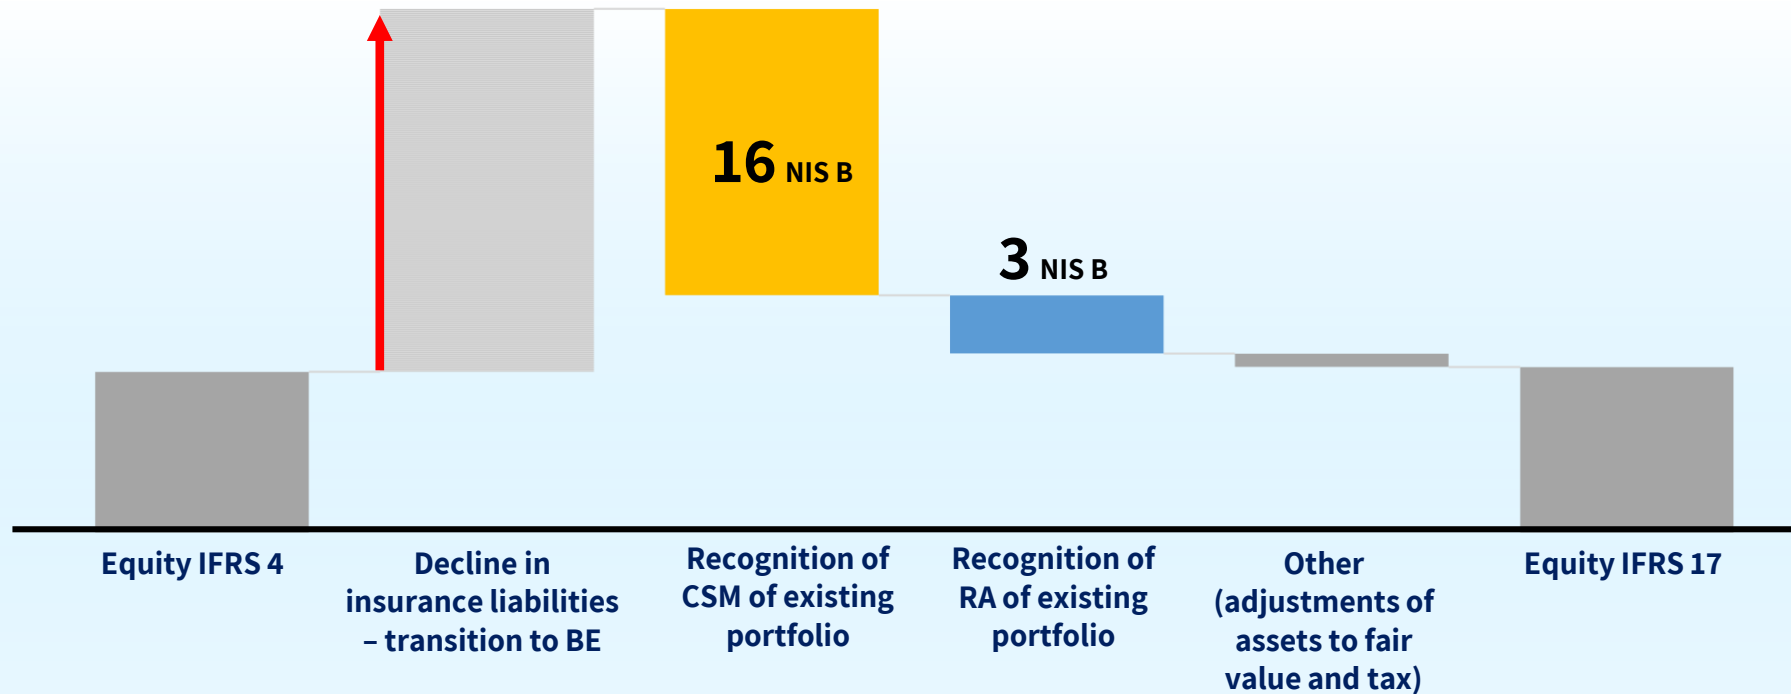 16 NIS B
3 NIS B
Equity IFRS 4
Decline in
insurance liabilities
– transition to BE
Recognition of
CSM of existing
portfolio
Recognition of
RA of existing
portfolio
Other
(adjustments of
assets to fair
value and tax)
Equity IFRS 17